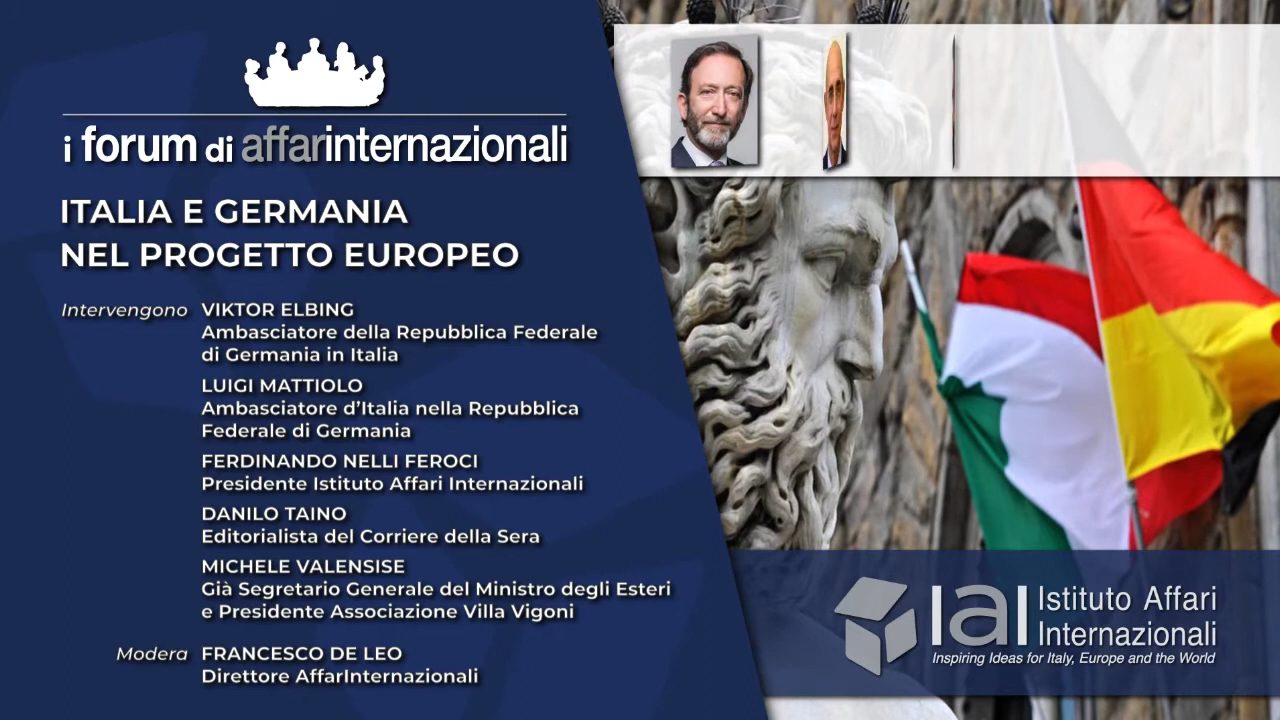 i forum di affarinternazionali
ITALIA E GERMANIA
NEL PROGETTO EUROPEO
Intervengono VIKTOR ELBING
Ambasciatore della Repubblica Federale
di Germania in Italia
LUIGI MATTIOLO
Ambasciatore d'Italia nella Repubblica
Federale di Germania
FERDINANDO NELLI FEROCI
Presidente Istituto Affari Internazionali
DANILO TAINO
Editorialista del Corriere della Sera
MICHELE VALENSISE
Già Segretario Generale del Ministro degli Esteri
e Presidente Associazione Villa Vigoni
Modera FRANCESCO DE LEO
Direttore AffarInternazionali
IAI Istituto Affari
Internazionali
Inspiring Ideas for Italy, Europe and the World